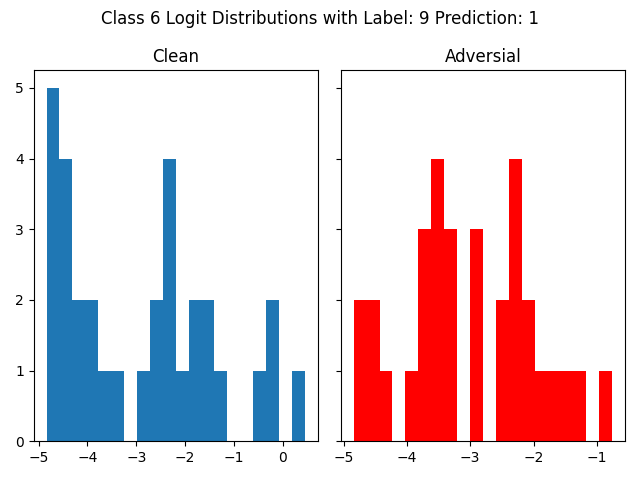 Class 6 Logit Distributions with Label: 9 Prediction: 1
Clean
Adversial
5
4
3
2
1
0
−5 −4 −3 −2 −1 0
−5 −4 −3 −2 −1